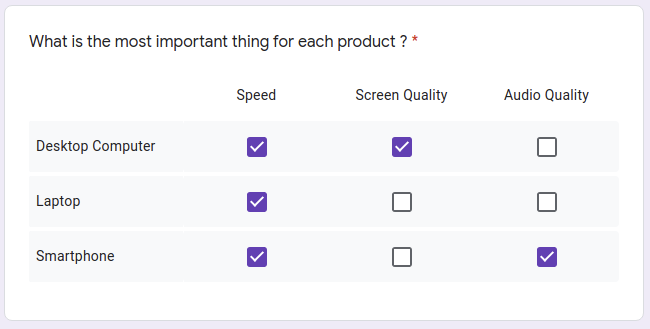 What is the most important thing for each product ? *
Speed Screen Quality Audio Quality
Desktop Computer
Laptop
Smartphone